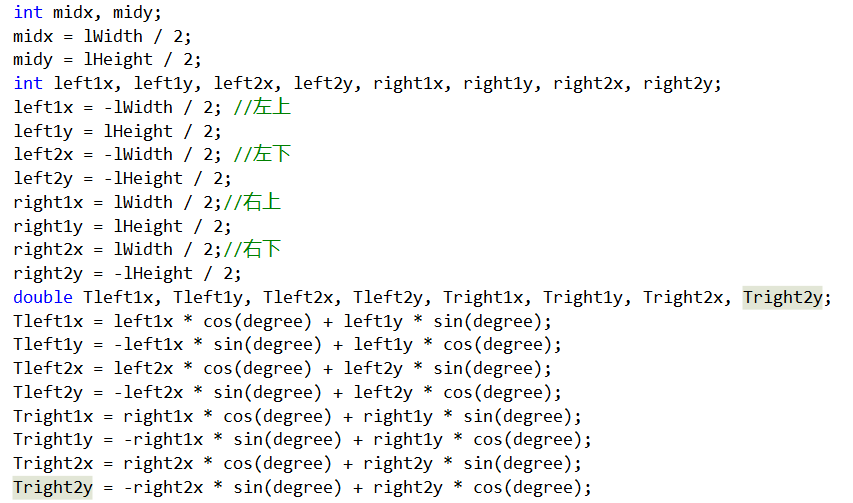 int midx, midy;
midx = lWidth / 2;
midy = lHeight / 2;
int left1x, left1y, left2x, left2y, right1x, right1y, right2x, right2y;
left1x = -lWidth / 2; //左上
left1y = lHeight / 2;
left2x = -lWidth / 2; //左下
left2y = -lHeight / 2;
right1x = lWidth / 2;//右上
right1y = lHeight / 2;
right2x = lWidth / 2;//右下
right2y = -lHeight / 2;
double Tleft1x, Tleft1y, Tleft2x, Tleft2y, Tright1x, Tright1y, Tright2x, Tright2y;
Tleft1x = left1x * cos(degree) + left1y * sin(degree);
Tleft1y = -left1x * sin(degree) + left1y * cos(degree);
Tleft2x = left2x * cos(degree) + left2y * sin(degree);
Tleft2y = -left2x * sin(degree) + left2y * cos(degree);
Tright1x = right1x * cos(degree) + right1y * sin(degree);
Tright1y = -right1x * sin(degree) + right1y * cos(degree);
Tright2x = right2x * cos(degree) + right2y * sin(degree);
Tright2y = -right2x * sin(degree) + right2y * cos(degree);